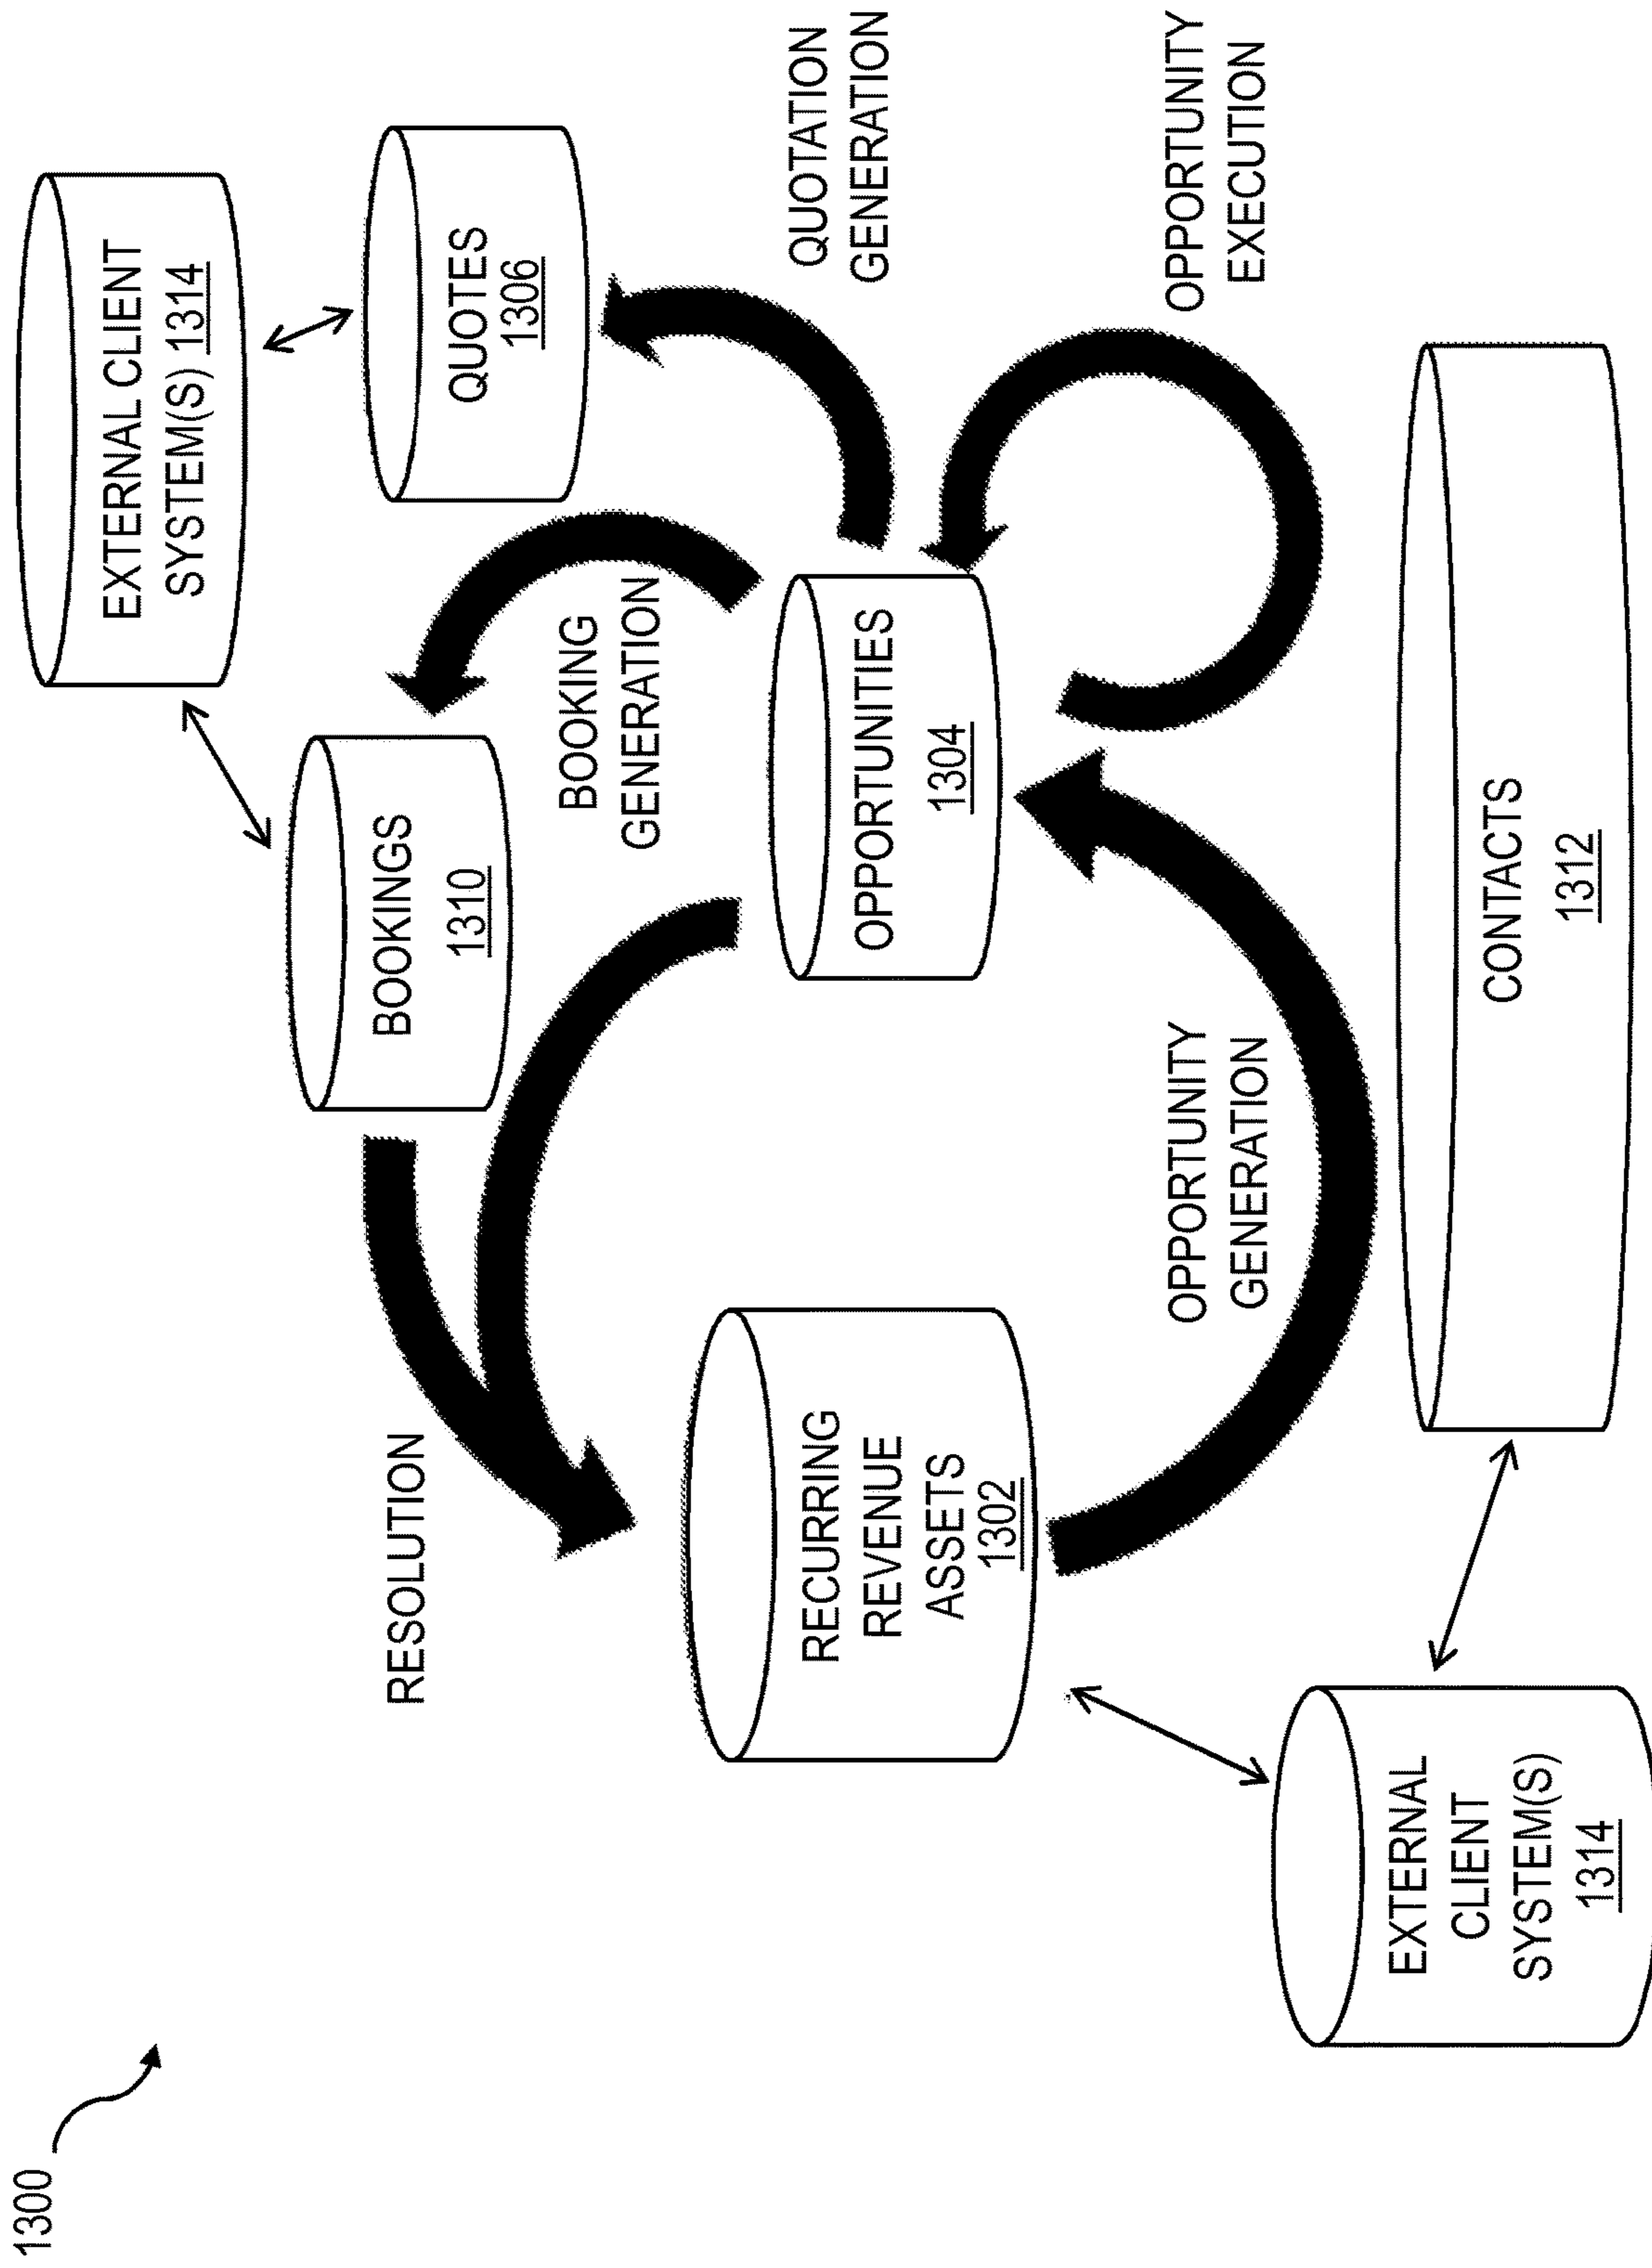 1300
EXTERNAL CLIENT
SYSTEM(S) 1314
QUOTES
1306
BOOKINGS
1310
BOOKING
GENERATION
QUOTATION
GENERATION
RESOLUTION
RECURRING
REVENUE
ASSETS
1302
OPPORTUNITIES
1304
OPPORTUNITY
GENERATION
OPPORTUNITY
EXECUTION
EXTERNAL
CLIENT
SYSTEM(S)
1314
CONTACTS
1312